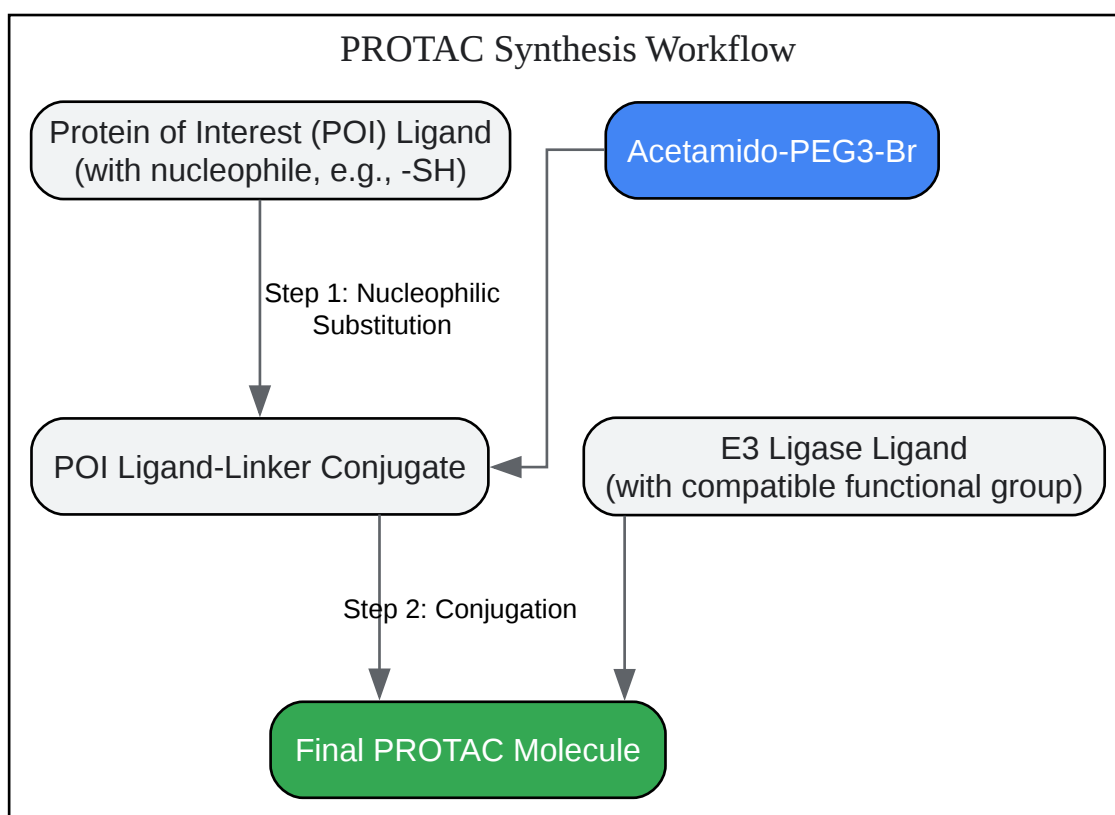 PROTAC Synthesis Workflow
Protein of Interest (POI) Ligand
(with nucleophile, e.g., -SH)
Acetamido-PEG3-Br
Step 1: Nucleophilic
Substitution
POI Ligand-Linker Conjugate
E3 Ligase Ligand
(with compatible functional group)
Step 2: Conjugation
Final PROTAC Molecule